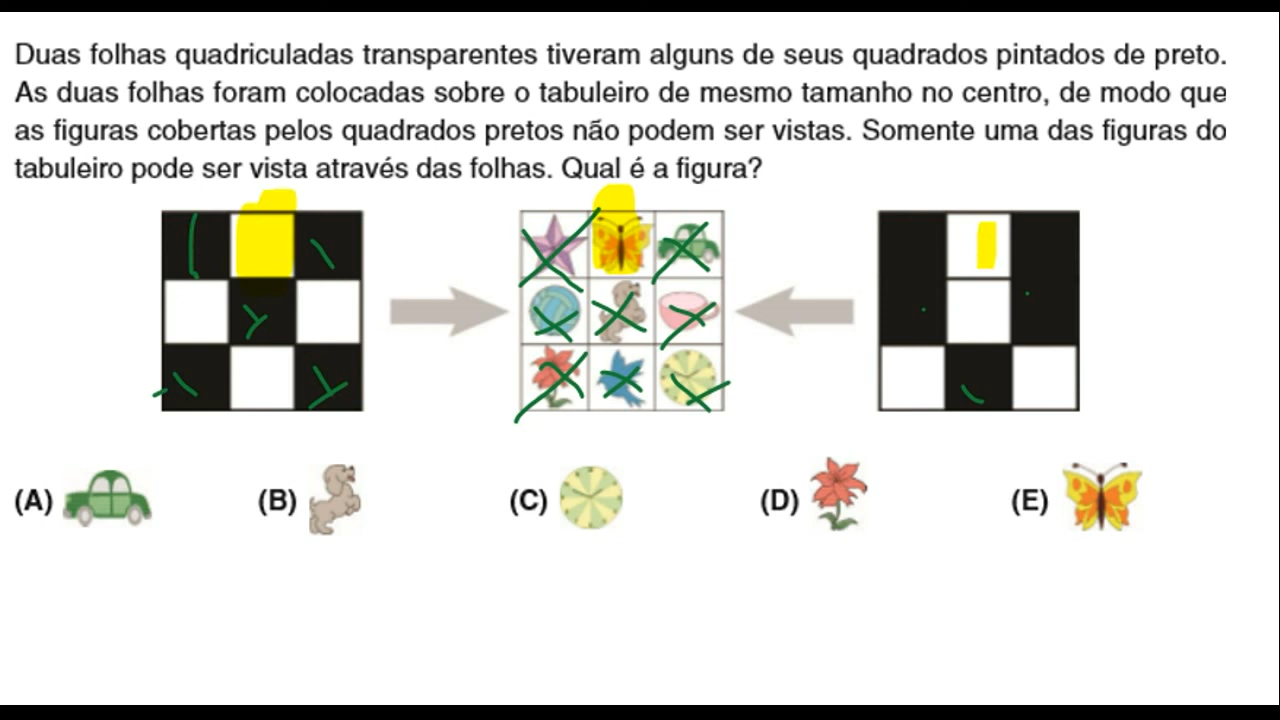 Duas folhas quadriculadas transparentes tiveram alguns de seus quadrados pintados de preto.
As duas folhas foram colocadas sobre o tabuleiro de mesmo tamanho no centro, de modo que
as figuras cobertas pelos quadrados pretos não podem ser vistas. Somente uma das figuras do
tabuleiro pode ser vista através das folhas. Qual é a figura?
(A) (B) (C) (D) (E)